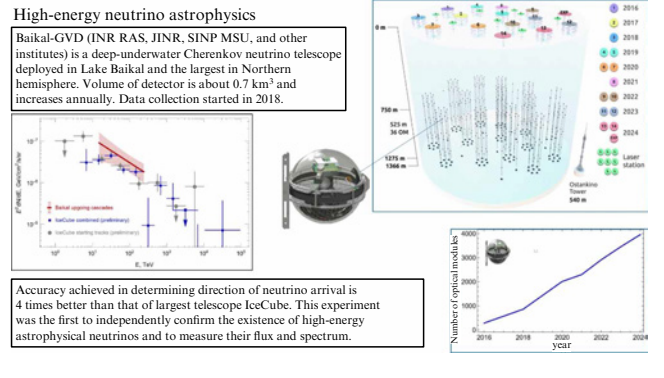 High-energy neutrino astrophysics
Baikal-GVD (INR RAS, JINR, SINP MSU, and other
institutes) is a deep-underwater Cherenkov neutrino telescope
deployed in Lake Baikal and the largest in Northern
hemisphere. Volume of detector is about 0.7 km³ and
increases annually. Data collection started in 2018.
0 m
750 m
525 m
36 OM
1275 m
1366 m
2016
2017
2018
2019
2020
2021
2022
2023
2024
Laser
station
Ostankino
Tower
540 m
Baikal upgoing cascades
IceCube combined (preliminary)
IceCube starting tracks (preliminary)
E, TeV
Accuracy achieved in determining direction of neutrino arrival is
4 times better than that of largest telescope IceCube. This experiment
was the first to independently confirm the existence of high-energy
astrophysical neutrinos and to measure their flux and spectrum.
Number of optical modules
4000
3000
2000
1000
0
2016 2018 2020 2022 2024
year